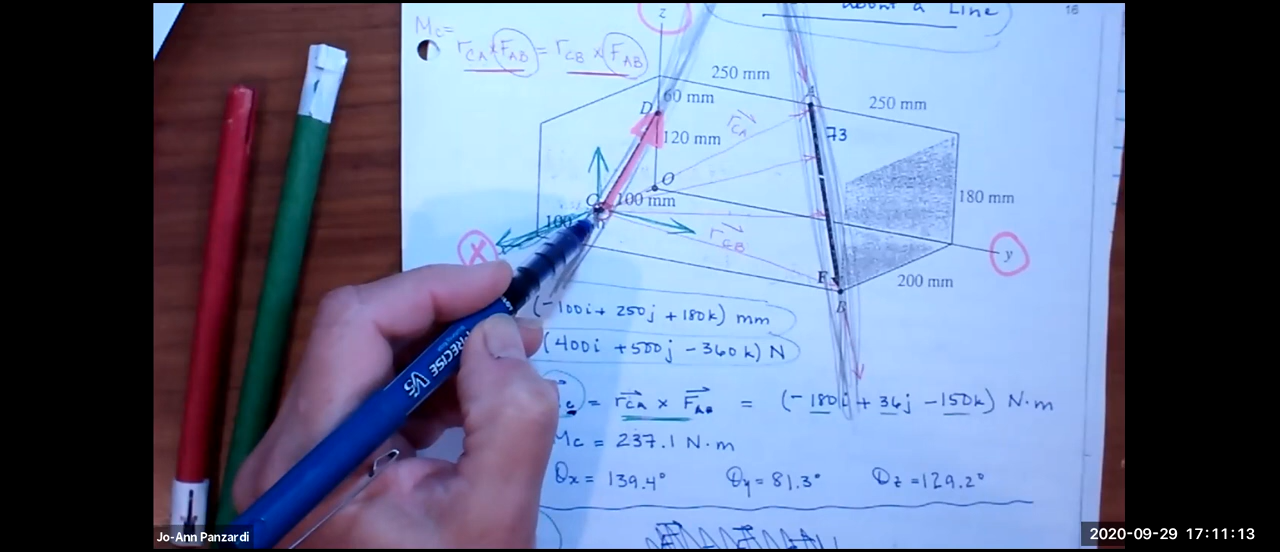 about a Line
16
Mc=
rCA × FAB = rCB × FAB
z
250 mm
60 mm
D
A
250 mm
rCA
73
120 mm
O
C
100 mm
180 mm
100
rCB
x
y
200 mm
B
(-100i + 250j + 180k) mm
(400i + 500j - 360k) N
c = rCA × FAB = (-180i + 36j - 150k) N·m
Mc = 237.1 N·m
θx = 139.4° θy = 81.3° θz = 129.2°
PRECISE V5
Jo-Ann Panzardi
2020-09-29 17:11:13